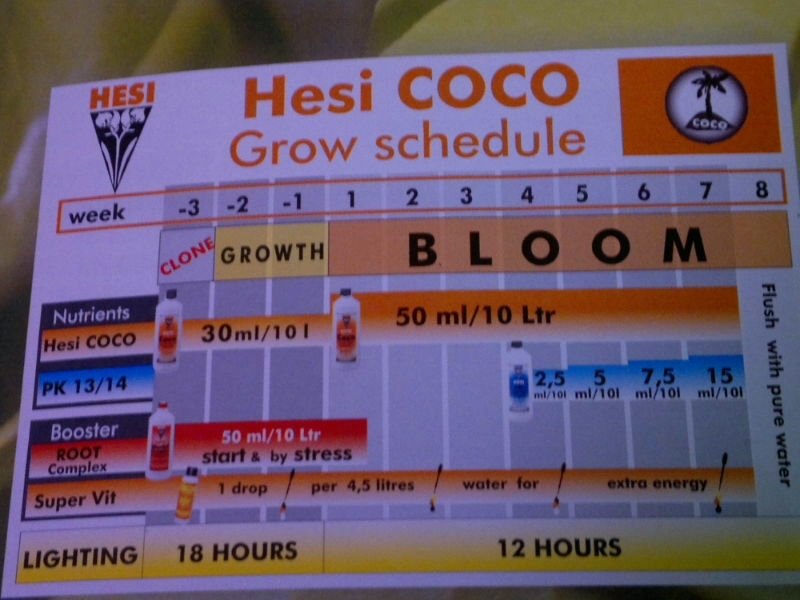 HESI
Hesi COCO
Grow schedule
COCO
week -3 -2 -1 1 2 3 4 5 6 7 8
CLONE GROWTH BLOOM
Nutrients
Hesi COCO
30ml/10 l
50 ml/10 Ltr
PK 13/14
2,5 5 7,5 15
ml/10l ml/10l ml/10l ml/10l
Booster
ROOT
Complex
50 ml/10 Ltr
start & by stress
Super Vit
1 drop per 4,5 litres water for extra energy
Flush with pure water
LIGHTING 18 HOURS 12 HOURS